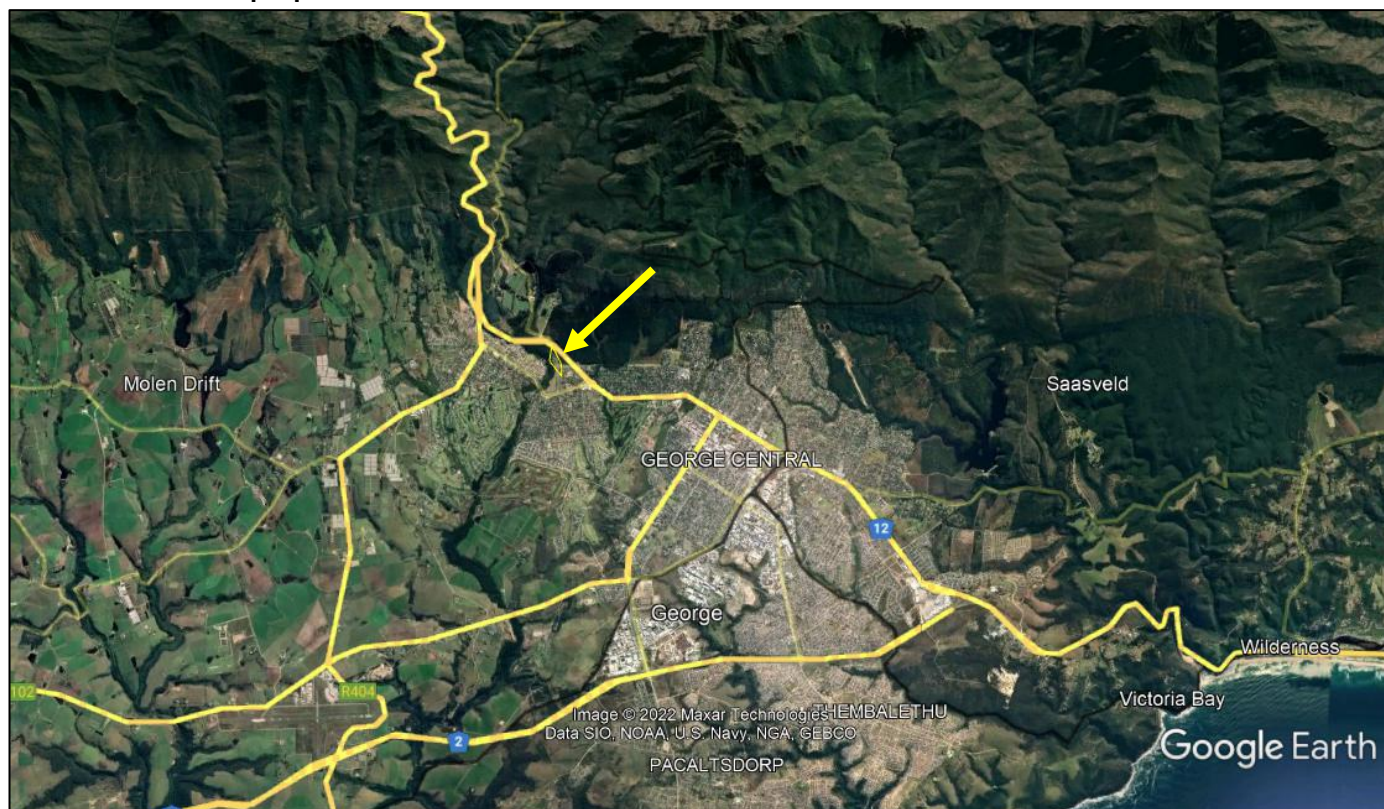 Molen Drift
Saasveld
GEORGE CENTRAL
12
George
Wilderness
102
R404
Victoria Bay
Image © 2022 Maxar Technologies
THEMBALETHU
2
Data SIO, NOAA, U.S. Navy, NGA, GEBCO
Google Earth
PACALTSDORP